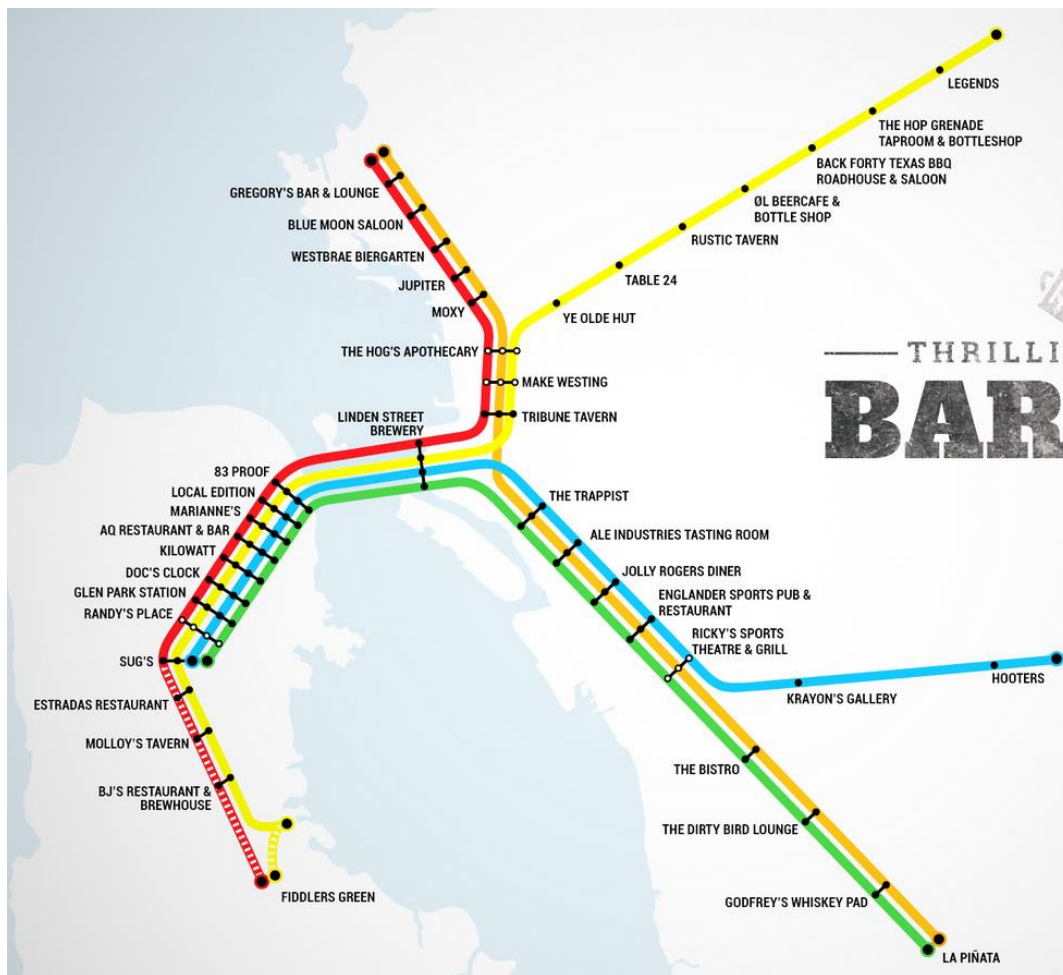 LEGENDS
THE HOP GRENADE
TAPROOM & BOTTLESHOP
BACK FORTY TEXAS BBQ
ROADHOUSE & SALOON
ØL BEERCAFE &
BOTTLE SHOP
RUSTIC TAVERN
TABLE 24
YE OLDE HUT
GREGORY'S BAR & LOUNGE
BLUE MOON SALOON
WESTBRAE BIERGARTEN
JUPITER
MOXY
THE HOG'S APOTHECARY
MAKE WESTING
TRIBUNE TAVERN
THRILLI
BAR
LINDEN STREET
BREWERY
83 PROOF
LOCAL EDITION
MARIANNE'S
AQ RESTAURANT & BAR
KILOWATT
DOC'S CLOCK
GLEN PARK STATION
RANDY'S PLACE
SUG'S
ESTRADAS RESTAURANT
MOLLOY'S TAVERN
BJ'S RESTAURANT &
BREWHOUSE
FIDDLERS GREEN
THE TRAPPIST
ALE INDUSTRIES TASTING ROOM
JOLLY ROGERS DINER
ENGLANDER SPORTS PUB &
RESTAURANT
RICKY'S SPORTS
THEATRE & GRILL
KRAYON'S GALLERY
HOOTERS
THE BISTRO
THE DIRTY BIRD LOUNGE
GODFREY'S WHISKEY PAD
LA PIÑATA